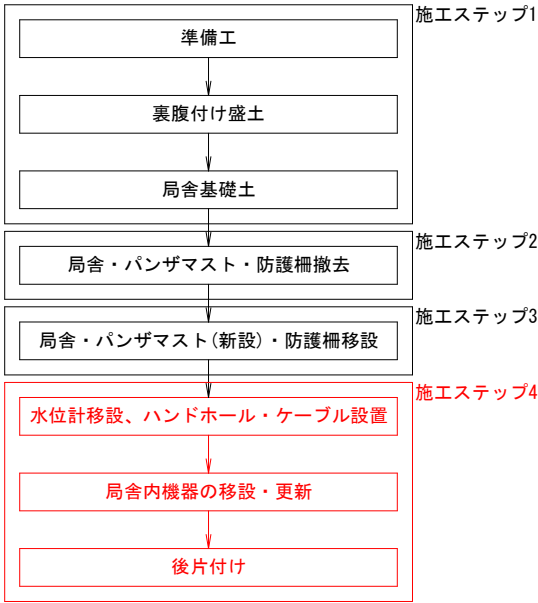 施工ステップ1
準備工
裏腹付け盛土
局舎基礎土
施工ステップ2
局舎・パンザマスト・防護柵撤去
施工ステップ3
局舎・パンザマスト(新設)・防護柵移設
施工ステップ4
水位計移設、ハンドホール・ケーブル設置
局舎内機器の移設・更新
後片付け